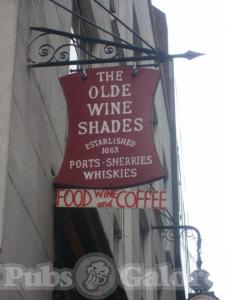 THE
OLDE
WINE
SHADES
ESTABLISHED
1663
PORTS·SHERRIES
WHISKIES
FOOD WINE and COFFEE
Pubs Galore